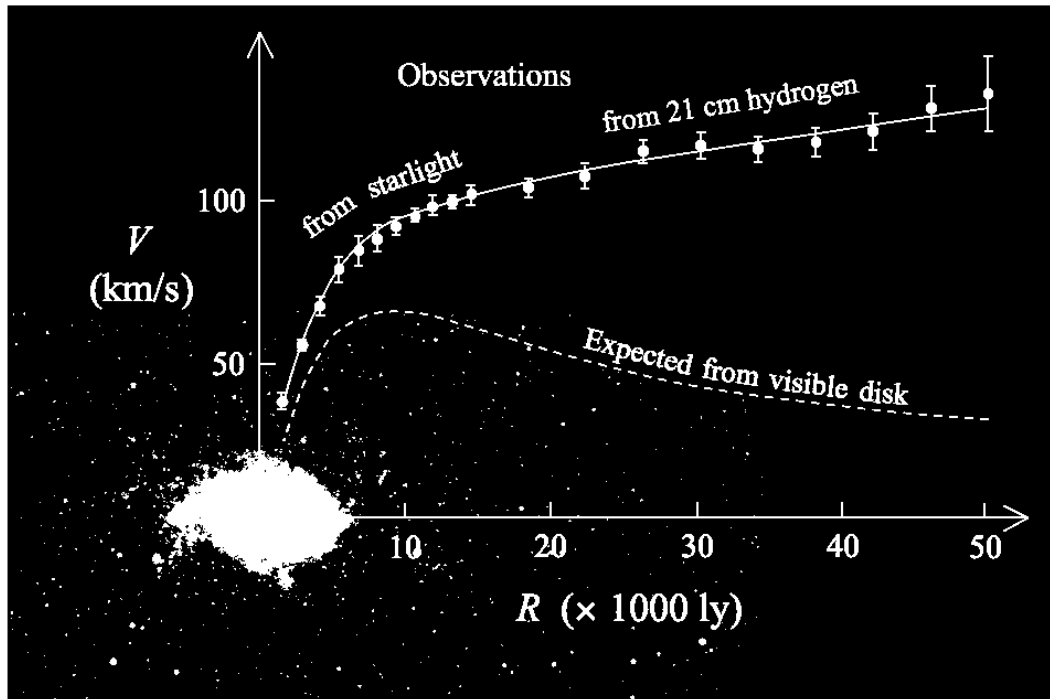 Observations
from 21 cm hydrogen
from starlight
100
V
(km/s)
50
Expected from visible disk
10
20
30
40
50
R (× 1000 ly)